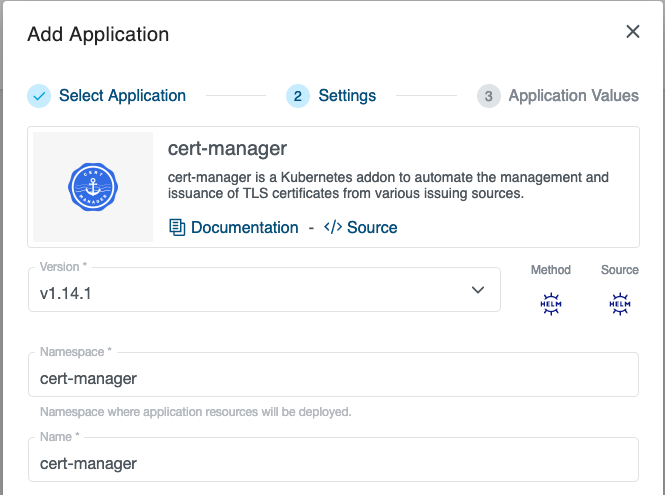 Add Application
Select Application
2 Settings
3 Application Values
CERT
MANAGER
cert-manager
cert-manager is a Kubernetes addon to automate the management and
issuance of TLS certificates from various issuing sources.
Documentation - </> Source
Version *
v1.14.1
Method
HELM
Source
HELM
Namespace *
cert-manager
Namespace where application resources will be deployed.
Name *
cert-manager